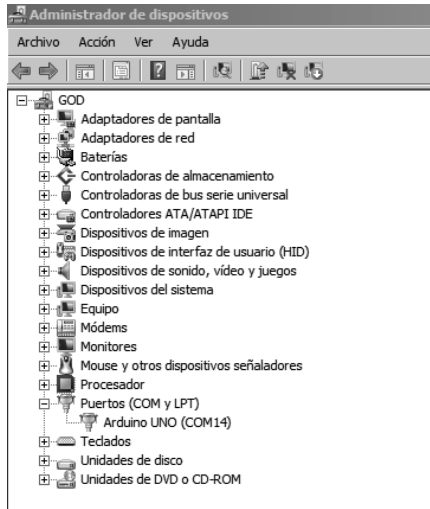 Administrador de dispositivos
Archivo Acción Ver Ayuda
GOD
Adaptadores de pantalla
Adaptadores de red
Baterías
Controladoras de almacenamiento
Controladoras de bus serie universal
Controladores ATA/ATAPI IDE
Dispositivos de imagen
Dispositivos de interfaz de usuario (HID)
Dispositivos de sonido, vídeo y juegos
Dispositivos del sistema
Equipo
Módems
Monitores
Mouse y otros dispositivos señaladores
Procesador
Puertos (COM y LPT)
Arduino UNO (COM14)
Teclados
Unidades de disco
Unidades de DVD o CD-ROM